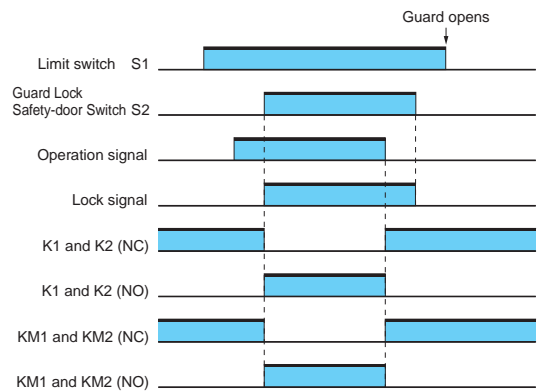 Guard opens
Limit switch S1
Guard Lock
Safety-door Switch S2
Operation signal
Lock signal
K1 and K2 (NC)
K1 and K2 (NO)
KM1 and KM2 (NC)
KM1 and KM2 (NO)